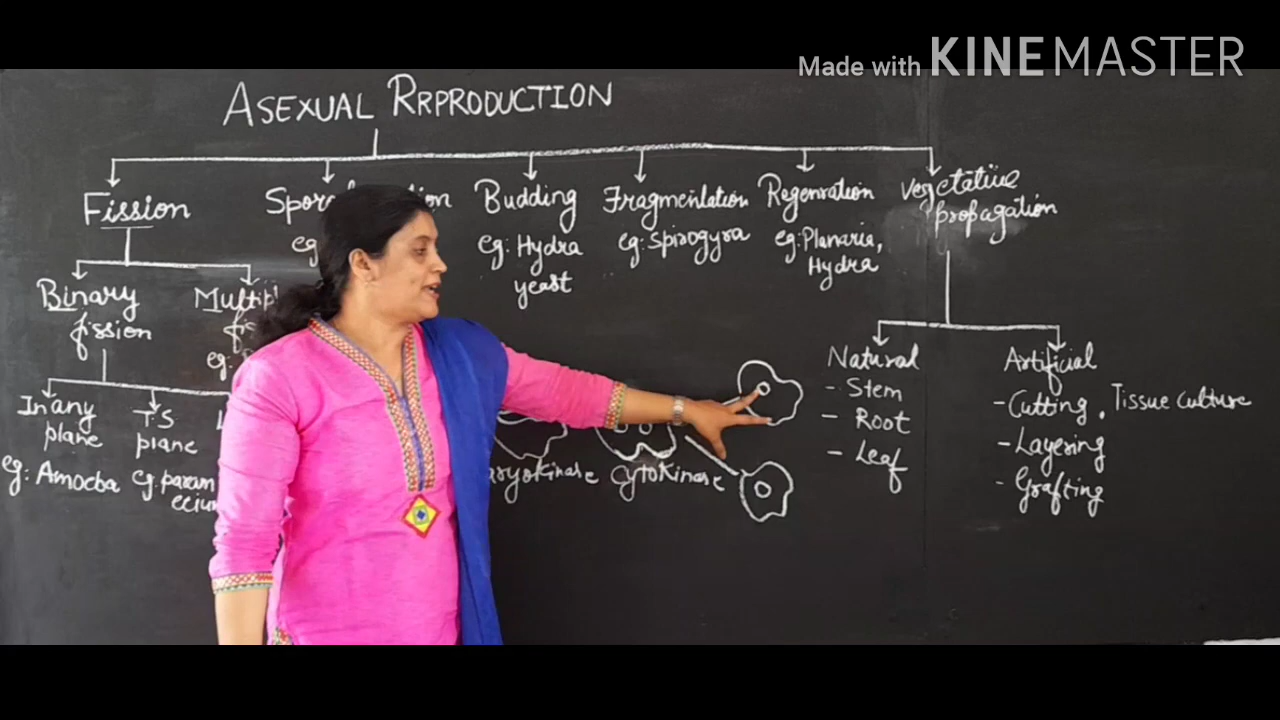 Made with KINEMASTER
ASEXUAL RRPRODUCTION
Fission
Budding
Fragmentation
Regenration
Vegetative
propagation
eg: Hydra
yeast
eg: Spirogyra
eg: Planaria,
Hydra
Binary
fission
In any
plane
T.S
plane
eg: Amoeba
eg. param
ecium
aryokinase
Cytokinase
Natural
- Stem
- Root
- Leaf
Artificial
- Cutting . Tissue culture
- Layering
- Grafting